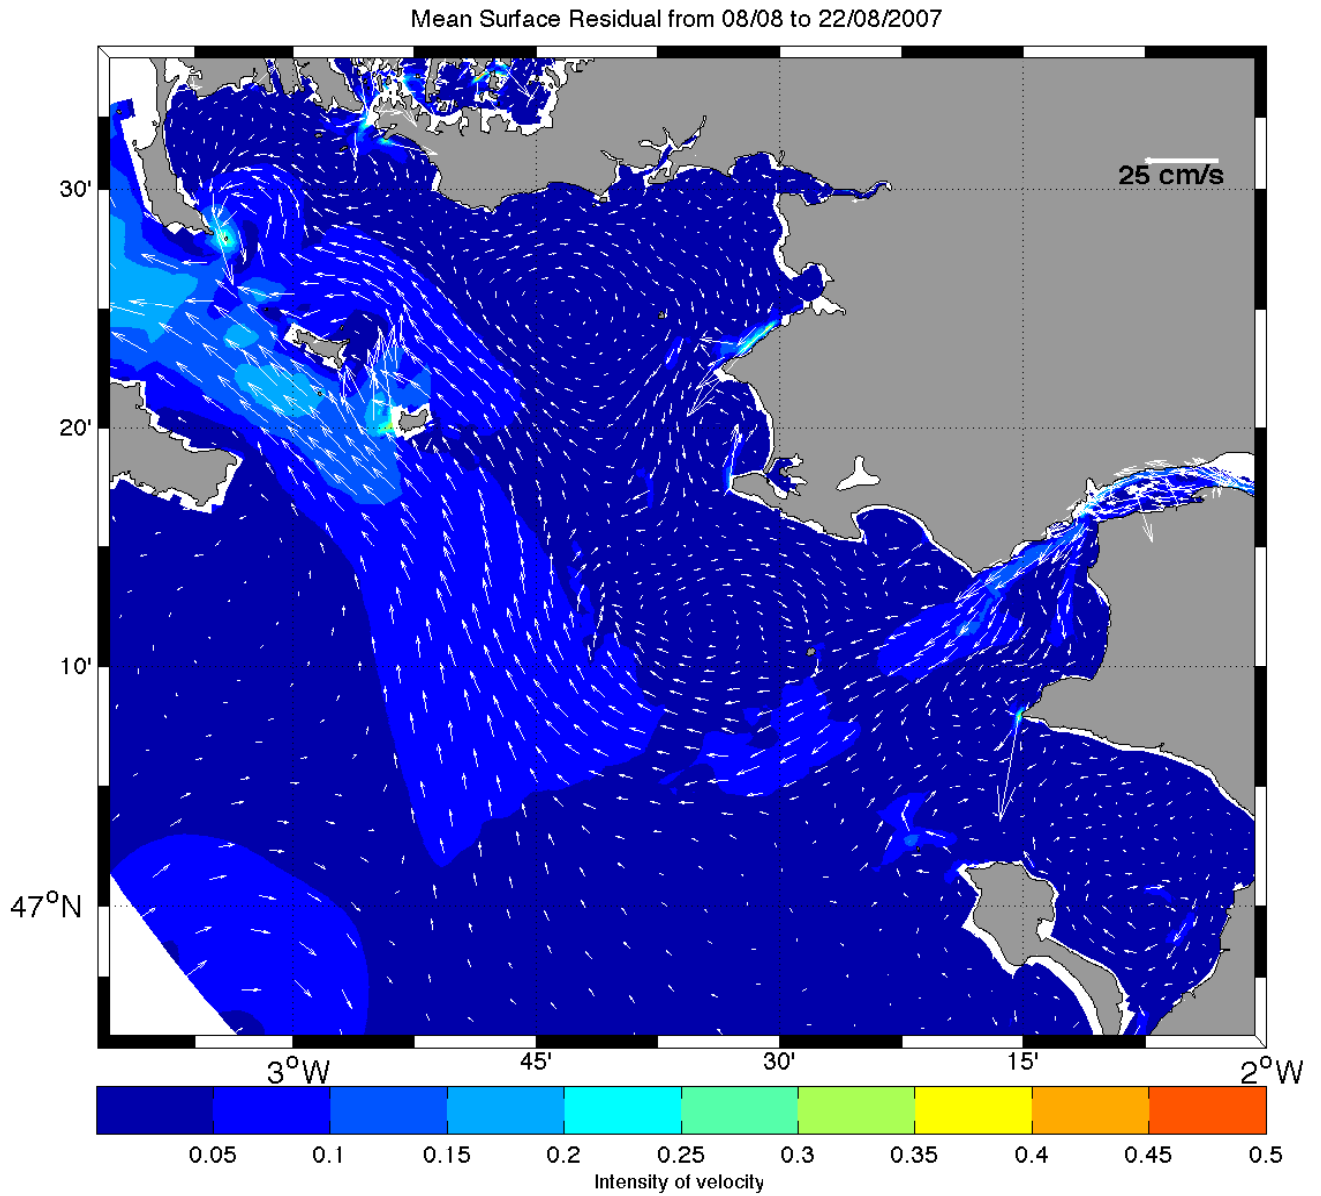 Mean Surface Residual from 08/08 to 22/08/2007
25 cm/s
30'
20'
10'
47°N
3°W 45' 30' 15' 2°W
0.05 0.1 0.15 0.2 0.25 0.3 0.35 0.4 0.45 0.5
Intensity of velocity